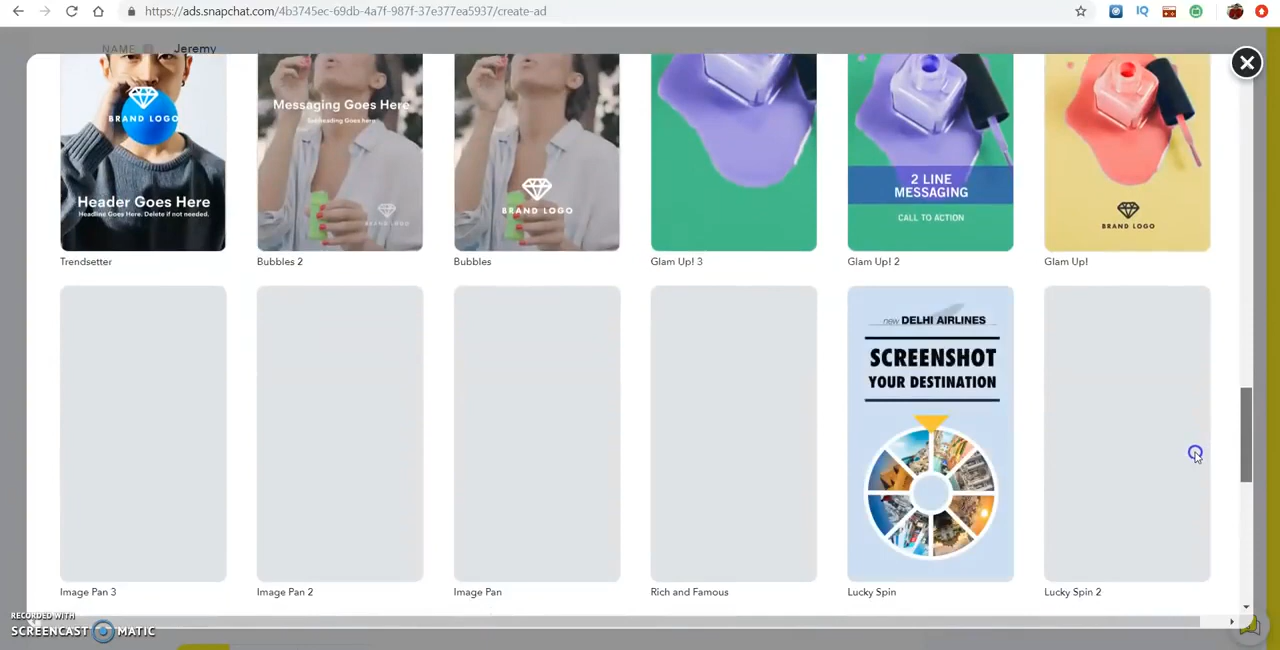 https://ads.snapchat.com/4b3745ec-69db-4a7f-987f-37e377ea5937/create-ad
IQ
NAME Jeremy
BRAND LOGO
Header Goes Here
Headline Goes Here. Delete if not needed.
Messaging Goes Here
Subheading Goes here
BRAND LOGO
BRAND LOGO
2 LINE
MESSAGING
CALL TO ACTION
BRAND LOGO
Trendsetter
Bubbles 2
Bubbles
Glam Up! 3
Glam Up! 2
Glam Up!
new DELHI AIRLINES
SCREENSHOT
YOUR DESTINATION
Image Pan 3
Image Pan 2
Image Pan
Rich and Famous
Lucky Spin
Lucky Spin 2
RECORDED WITH
SCREENCAST MATIC